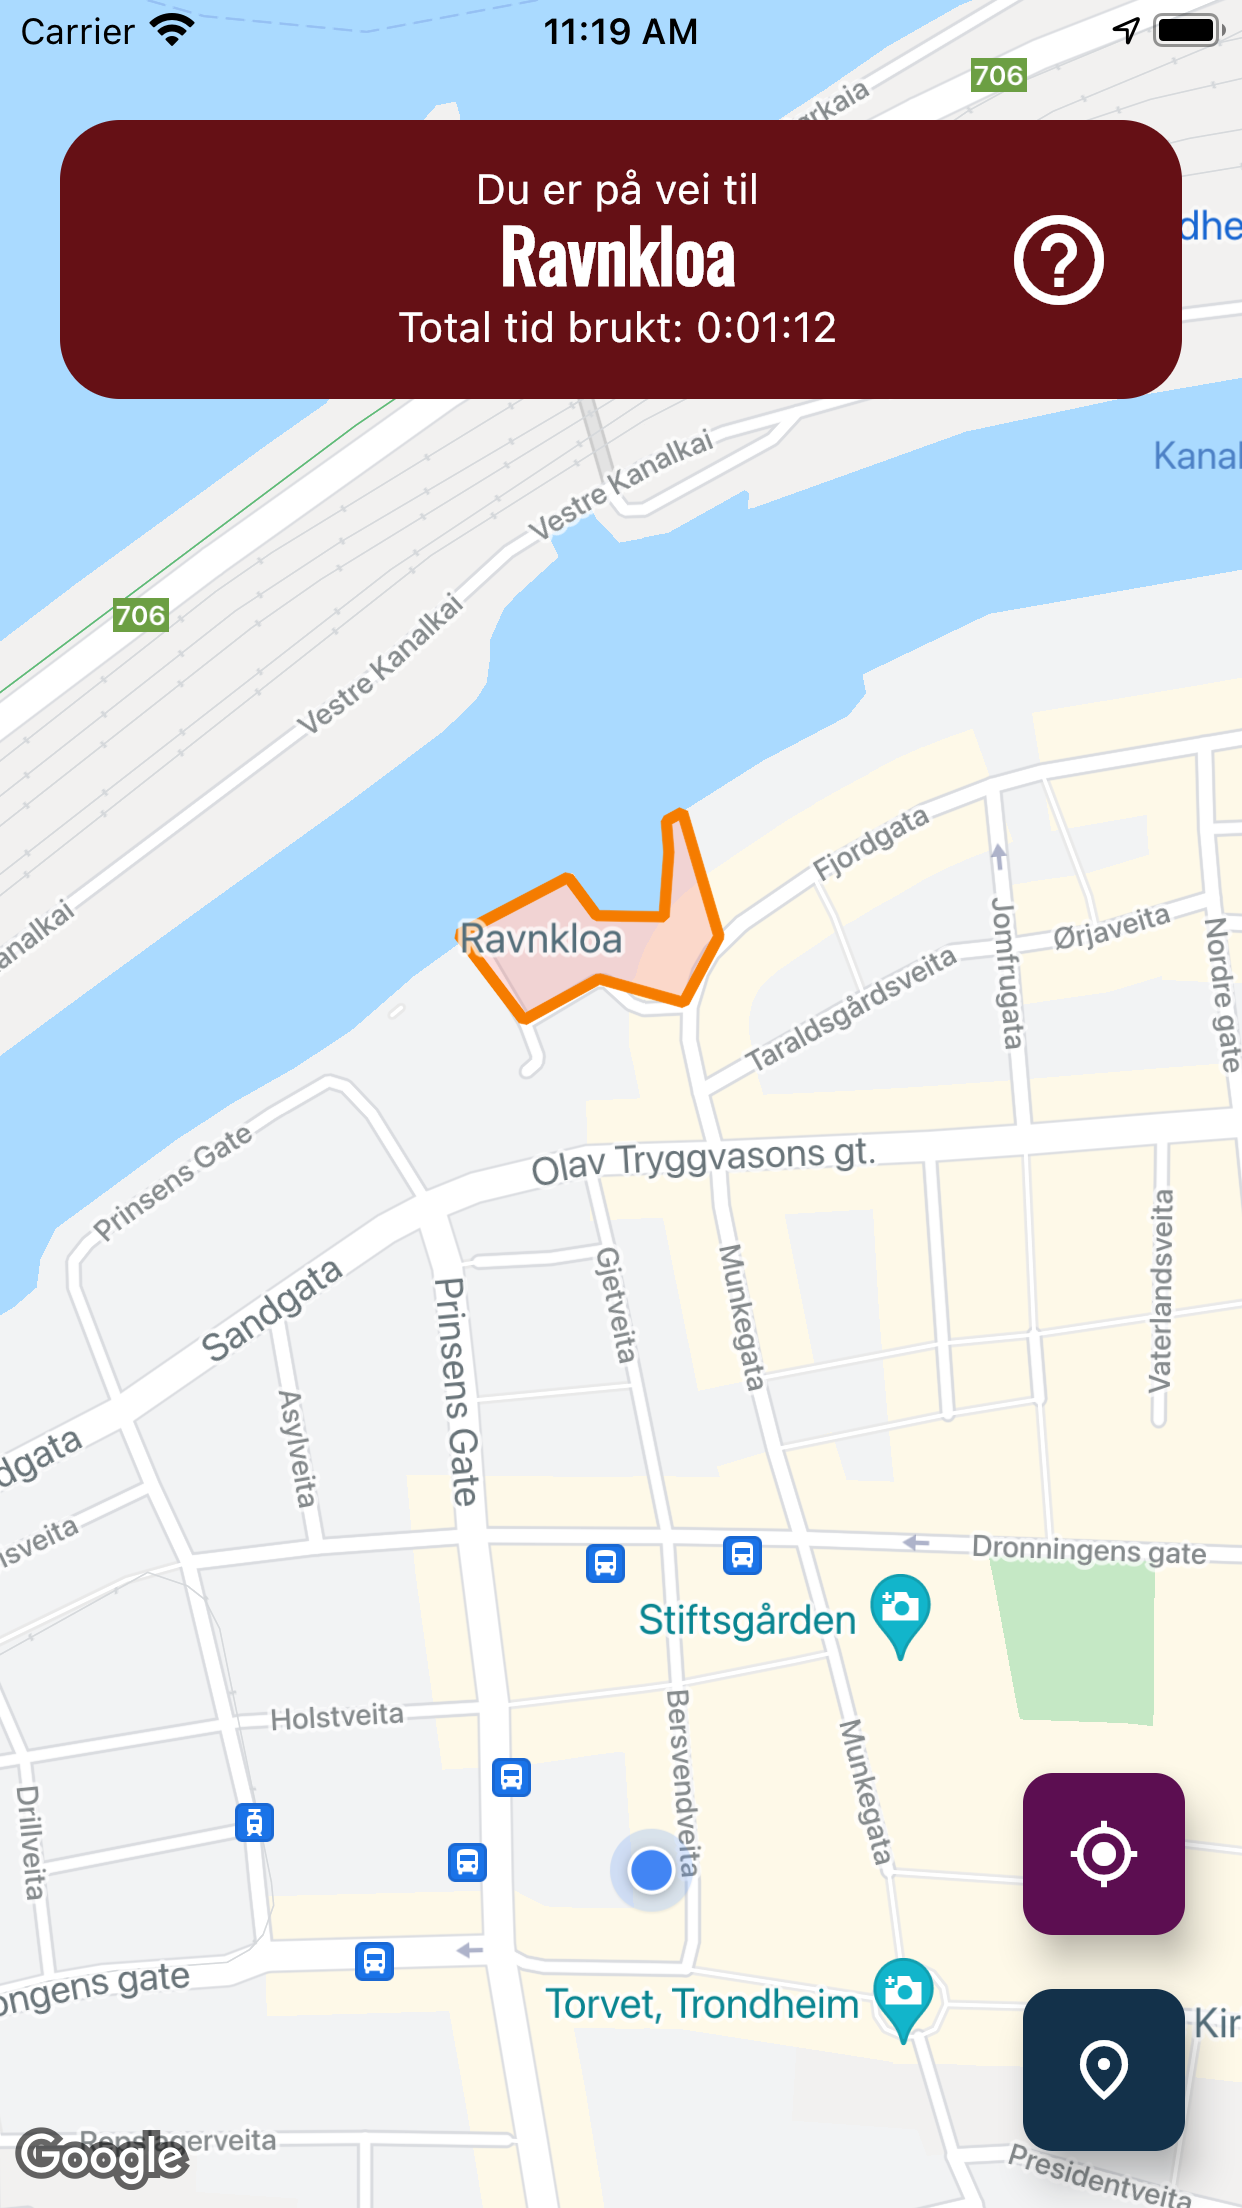 Carrier
11:19 AM
706
rkaia
Du er på vei til
Ravnkloa
Total tid brukt: 0:01:12
dhe
Kanal
Vestre Kanalkai
706
Vestre Kanalkai
Fjordgata
analkai
Ravnkloa
Jomfrugata
Ørjaveita
Nordre gate
Taraldsgårdsveita
Prinsens Gate
Olav Tryggvasons gt.
Sandgata
Prinsens Gate
Gjetveita
Munkegata
Vaterlandsveita
Asylveita
dgata
sveita
Dronningens gate
Stiftsgården
Holstveita
Bersvendveita
Munkegata
Drillveita
ongens gate
Torvet, Trondheim
Kir
Repslagerveita
Google
Presidentveita